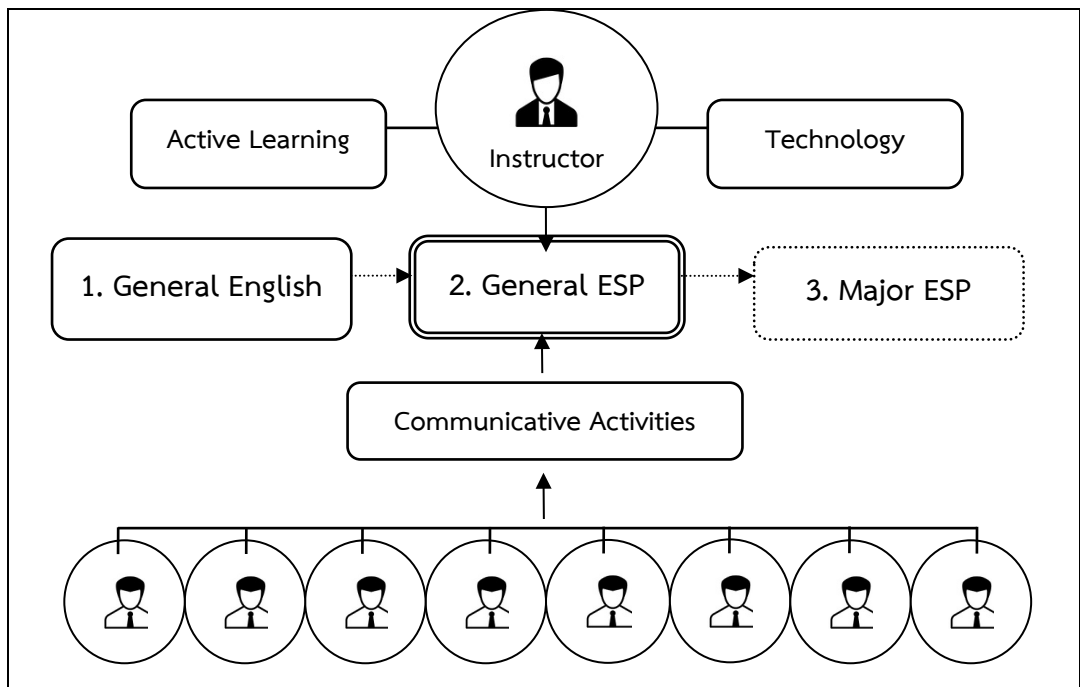 Active Learning
Instructor
Technology
1. General English
2. General ESP
3. Major ESP
Communicative Activities